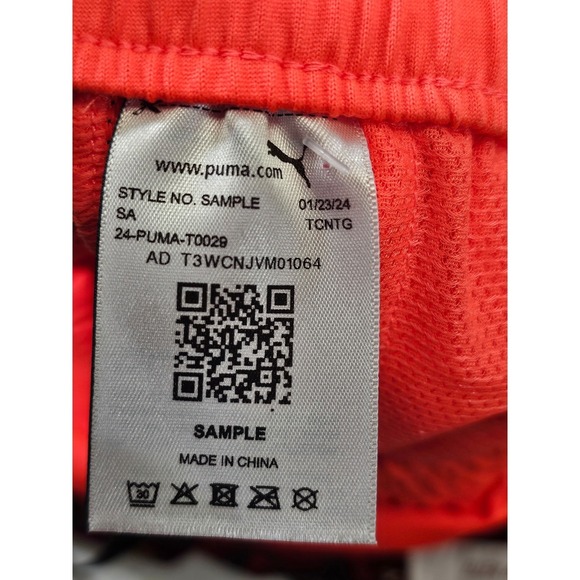 www.puma.com
STYLE NO. SAMPLE 01/23/24
SA TCNTG
24-PUMA-T0029
AD T3WCNJVM01064
SAMPLE
MADE IN CHINA
30